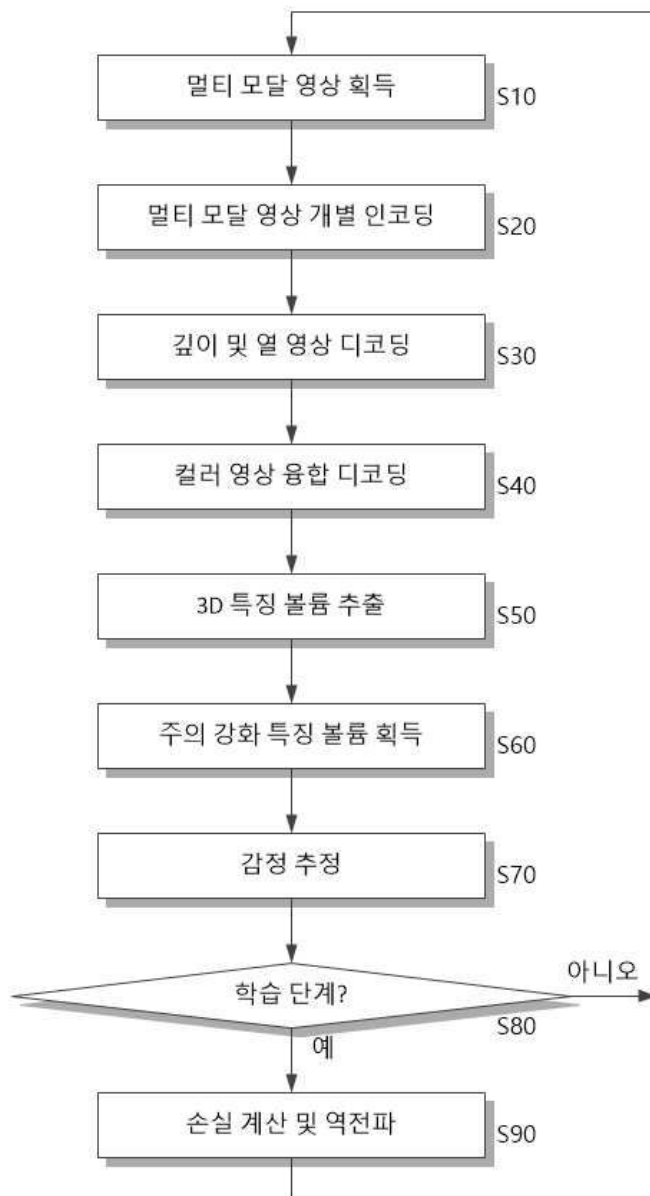 멀티 모달 영상 획득
S10
멀티 모달 영상 개별 인코딩
S20
깊이 및 열 영상 디코딩
S30
컬러 영상 융합 디코딩
S40
3D 특징 볼륨 추출
S50
주의 강화 특징 볼륨 획득
S60
감정 추정
S70
학습 단계?
아니오
S80
예
손실 계산 및 역전파
S90